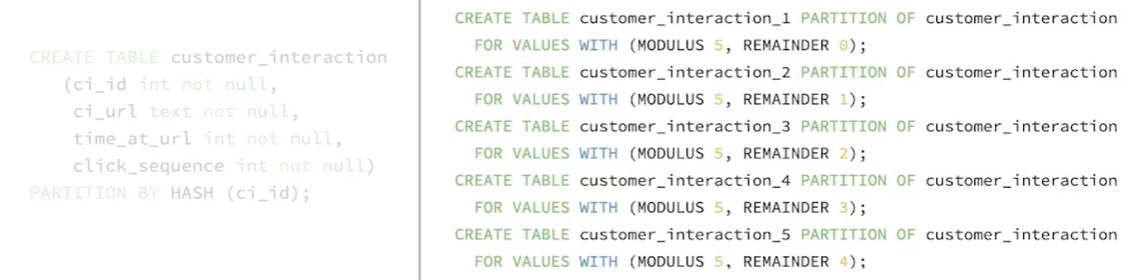 CREATE TABLE customer_interaction
(ci_id int not null,
ci_url text not null,
time_at_url int not null,
click_sequence int not null)
PARTITION BY HASH (ci_id);
CREATE TABLE customer_interaction_1 PARTITION OF customer_interaction
FOR VALUES WITH (MODULUS 5, REMAINDER 0);
CREATE TABLE customer_interaction_2 PARTITION OF customer_interaction
FOR VALUES WITH (MODULUS 5, REMAINDER 1);
CREATE TABLE customer_interaction_3 PARTITION OF customer_interaction
FOR VALUES WITH (MODULUS 5, REMAINDER 2);
CREATE TABLE customer_interaction_4 PARTITION OF customer_interaction
FOR VALUES WITH (MODULUS 5, REMAINDER 3);
CREATE TABLE customer_interaction_5 PARTITION OF customer_interaction
FOR VALUES WITH (MODULUS 5, REMAINDER 4);